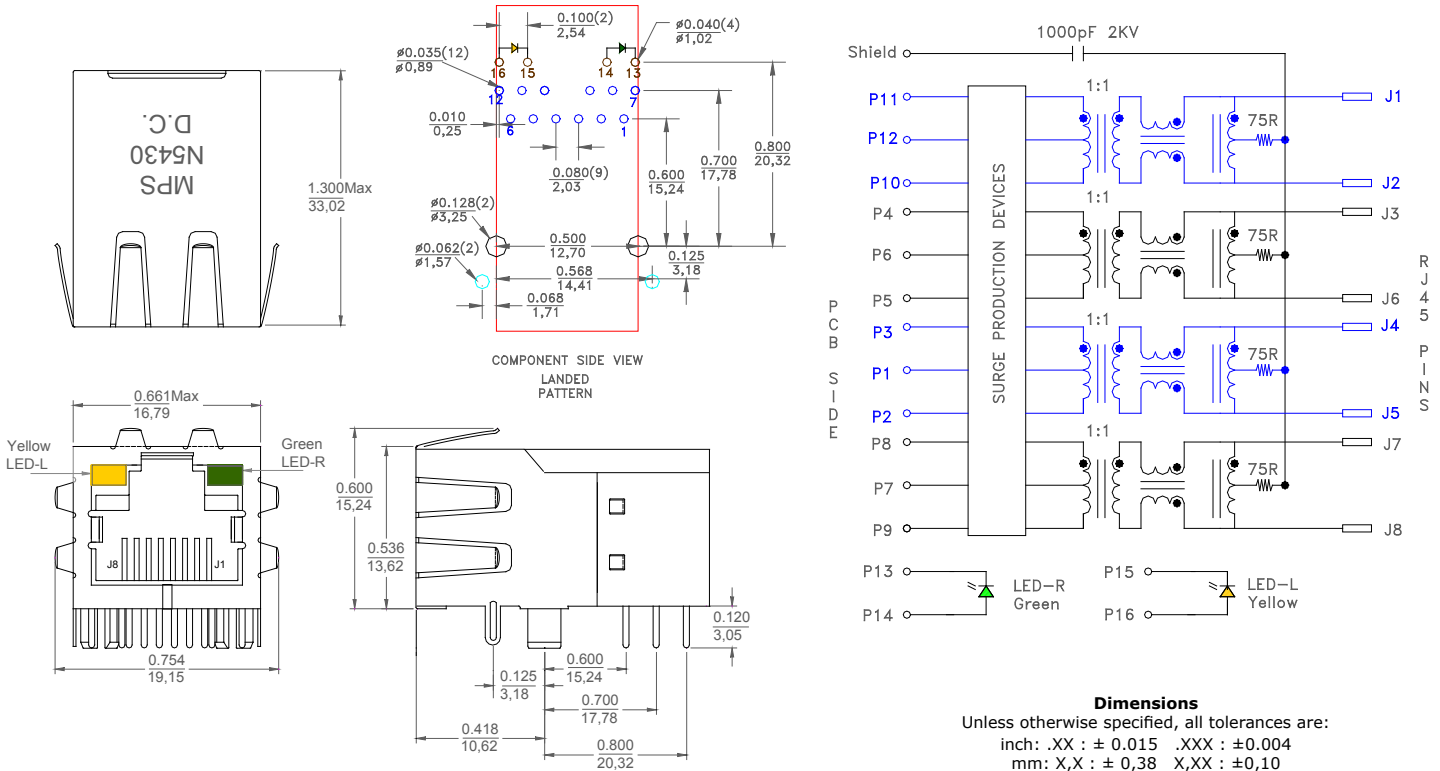 MPS
N5430
D.C.
1.300Max
33,02
0.100(2)
2,54
ø0.040(4)
ø1,02
ø0.035(12)
ø0,89
16
15
14
13
12
7
6
1
0.010
0,25
0.080(9)
2,03
0.600
15,24
0.700
17,78
0.800
20,32
ø0.128(2)
ø3,25
0.500
12,70
0.125
3,18
ø0.062(2)
ø1,57
0.568
14,41
0.068
1,71
COMPONENT SIDE VIEW
LANDED
PATTERN
0.661Max
16,79
Yellow
LED-L
Green
LED-R
J8
J1
0.754
19,15
0.600
15,24
0.536
13,62
0.120
3,05
0.600
15,24
0.125
3,18
0.700
17,78
0.418
10,62
0.800
20,32
1000pF 2KV
Shield
P11
P12
P10
P4
P6
P5
P3
P1
P2
P8
P7
P9
PCB SIDE
SURGE PRODUCTION DEVICES
1:1
75R
1:1
75R
1:1
75R
1:1
75R
J1
J2
J3
J6
J4
J5
J7
J8
RJ45 PINS
P13
P14
LED-R
Green
P15
P16
LED-L
Yellow
Dimensions
Unless otherwise specified, all tolerances are:
inch: .XX : ± 0.015 .XXX : ±0.004
mm: X,X : ± 0,38 X,XX : ±0,10